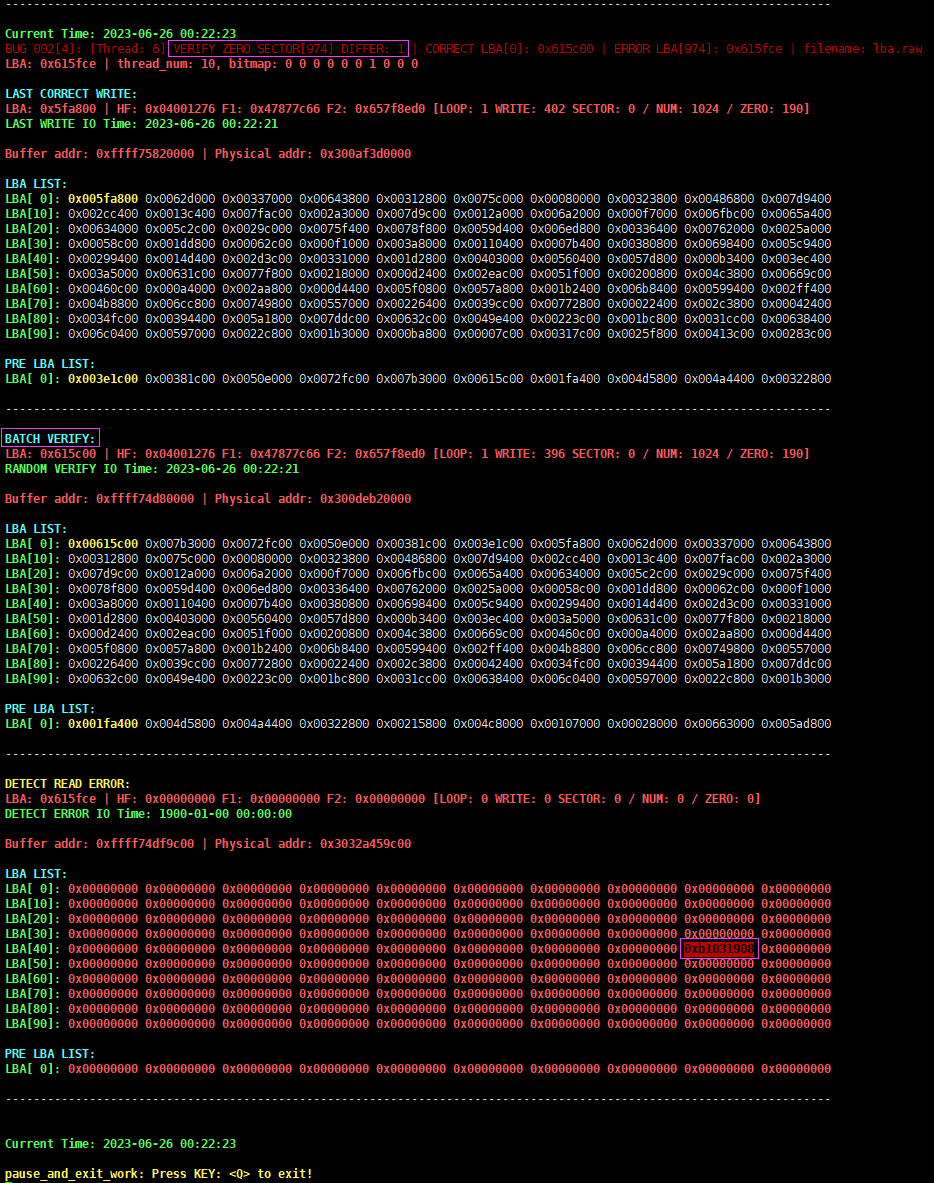 --------------------------------------------------------------------------------
Current Time: 2023-06-26 00:22:23
BUG 002[4]: [Thread: 6] VERIFY ZERO SECTOR[974] DIFFER: 1 | CORRECT LBA[0]: 0x615c00 | ERROR LBA[974]: 0x615fce | filename: lba.raw
LBA: 0x615fce | thread_num: 10, bitmap: 0 0 0 0 0 0 1 0 0 0
LAST CORRECT WRITE:
LBA: 0x5fa800 | HF: 0x04001276 F1: 0x47877c66 F2: 0x657f8ed0 [LOOP: 1 WRITE: 402 SECTOR: 0 / NUM: 1024 / ZERO: 190]
LAST WRITE IO Time: 2023-06-26 00:22:21
Buffer addr: 0xffff75820000 | Physical addr: 0x300af3d0000
LBA LIST:
LBA[ 0]: 0x005fa800 0x0062d000 0x00337000 0x00643800 0x00312800 0x0075c000 0x00080000 0x00323800 0x00486800 0x007d9400
LBA[10]: 0x002cc400 0x0013c400 0x007fac00 0x002a3000 0x007d9c00 0x0012a000 0x006a2000 0x000f7000 0x006fbc00 0x0065a400
LBA[20]: 0x00634000 0x005c2c00 0x0029c000 0x0075f400 0x0078f800 0x0059d400 0x006ed800 0x00336400 0x00762000 0x0025a000
LBA[30]: 0x00058c00 0x001dd800 0x00062c00 0x000f1000 0x003a8000 0x00110400 0x0007b400 0x00380800 0x00698400 0x005c9400
LBA[40]: 0x00299400 0x0014d400 0x002d3c00 0x00331000 0x001d2800 0x00403000 0x00560400 0x0057d800 0x000b3400 0x003ec400
LBA[50]: 0x003a5000 0x00631c00 0x0077f800 0x00218000 0x000d2400 0x002eac00 0x0051f000 0x00200800 0x004c3800 0x00669c00
LBA[60]: 0x00460c00 0x000a4000 0x002aa800 0x000d4400 0x005f0800 0x0057a800 0x001b2400 0x006b8400 0x00599400 0x002ff400
LBA[70]: 0x004b8800 0x006cc800 0x00749800 0x00557000 0x00226400 0x0039cc00 0x00772800 0x00022400 0x002c3800 0x00042400
LBA[80]: 0x0034fc00 0x00394400 0x005a1800 0x007ddc00 0x00632c00 0x0049e400 0x00223c00 0x001bc800 0x0031cc00 0x00638400
LBA[90]: 0x006c0400 0x00597000 0x0022c800 0x001b3000 0x000ba800 0x00007c00 0x00317c00 0x0025f800 0x00413c00 0x00283c00
PRE LBA LIST:
LBA[ 0]: 0x003e1c00 0x00381c00 0x0050e000 0x0072fc00 0x007b3000 0x00615c00 0x001fa400 0x004d5800 0x004a4400 0x00322800
--------------------------------------------------------------------------------
BATCH VERIFY:
LBA: 0x615c00 | HF: 0x04001276 F1: 0x47877c66 F2: 0x657f8ed0 [LOOP: 1 WRITE: 396 SECTOR: 0 / NUM: 1024 / ZERO: 190]
RANDOM VERIFY IO Time: 2023-06-26 00:22:21
Buffer addr: 0xffff74d80000 | Physical addr: 0x300deb20000
LBA LIST:
LBA[ 0]: 0x00615c00 0x007b3000 0x0072fc00 0x0050e000 0x00381c00 0x003e1c00 0x005fa800 0x0062d000 0x00337000 0x00643800
LBA[10]: 0x00312800 0x0075c000 0x00080000 0x00323800 0x00486800 0x007d9400 0x002cc400 0x0013c400 0x007fac00 0x002a3000
LBA[20]: 0x007d9c00 0x0012a000 0x006a2000 0x000f7000 0x006fbc00 0x0065a400 0x00634000 0x005c2c00 0x0029c000 0x0075f400
LBA[30]: 0x0078f800 0x0059d400 0x006ed800 0x00336400 0x00762000 0x0025a000 0x00058c00 0x001dd800 0x00062c00 0x000f1000
LBA[40]: 0x003a8000 0x00110400 0x0007b400 0x00380800 0x00698400 0x005c9400 0x00299400 0x0014d400 0x002d3c00 0x00331000
LBA[50]: 0x001d2800 0x00403000 0x00560400 0x0057d800 0x000b3400 0x003ec400 0x003a5000 0x00631c00 0x0077f800 0x00218000
LBA[60]: 0x000d2400 0x002eac00 0x0051f000 0x00200800 0x004c3800 0x00669c00 0x00460c00 0x000a4000 0x002aa800 0x000d4400
LBA[70]: 0x005f0800 0x0057a800 0x001b2400 0x006b8400 0x00599400 0x002ff400 0x004b8800 0x006cc800 0x00749800 0x00557000
LBA[80]: 0x00226400 0x0039cc00 0x00772800 0x00022400 0x002c3800 0x00042400 0x0034fc00 0x00394400 0x005a1800 0x007ddc00
LBA[90]: 0x00632c00 0x0049e400 0x00223c00 0x001bc800 0x0031cc00 0x00638400 0x006c0400 0x00597000 0x0022c800 0x001b3000
PRE LBA LIST:
LBA[ 0]: 0x001fa400 0x004d5800 0x004a4400 0x00322800 0x00215800 0x004c8000 0x00107000 0x00028000 0x00663000 0x005ad800
--------------------------------------------------------------------------------
DETECT READ ERROR:
LBA: 0x615fce | HF: 0x00000000 F1: 0x00000000 F2: 0x00000000 [LOOP: 0 WRITE: 0 SECTOR: 0 / NUM: 0 / ZERO: 0]
DETECT ERROR IO Time: 1900-01-00 00:00:00
Buffer addr: 0xffff74df9c00 | Physical addr: 0x3032a459c00
LBA LIST:
LBA[ 0]: 0x00000000 0x00000000 0x00000000 0x00000000 0x00000000 0x00000000 0x00000000 0x00000000 0x00000000 0x00000000
LBA[10]: 0x00000000 0x00000000 0x00000000 0x00000000 0x00000000 0x00000000 0x00000000 0x00000000 0x00000000 0x00000000
LBA[20]: 0x00000000 0x00000000 0x00000000 0x00000000 0x00000000 0x00000000 0x00000000 0x00000000 0x00000000 0x00000000
LBA[30]: 0x00000000 0x00000000 0x00000000 0x00000000 0x00000000 0x00000000 0x00000000 0x00000000 0x00000000 0x00000000
LBA[40]: 0x00000000 0x00000000 0x00000000 0x00000000 0x00000000 0x00000000 0x00000000 0x00000000 0x00000000
LBA[50]: 0x00000000 0x00000000 0x00000000 0x00000000 0x00000000 0x00000000 0x00000000 0x00000000 0x00000000 0x00000000
LBA[60]: 0x00000000 0x00000000 0x00000000 0x00000000 0x00000000 0x00000000 0x00000000 0x00000000 0x00000000 0x00000000
LBA[70]: 0x00000000 0x00000000 0x00000000 0x00000000 0x00000000 0x00000000 0x00000000 0x00000000 0x00000000 0x00000000
LBA[80]: 0x00000000 0x00000000 0x00000000 0x00000000 0x00000000 0x00000000 0x00000000 0x00000000 0x00000000 0x00000000
LBA[90]: 0x00000000 0x00000000 0x00000000 0x00000000 0x00000000 0x00000000 0x00000000 0x00000000 0x00000000 0x00000000
PRE LBA LIST:
LBA[ 0]: 0x00000000 0x00000000 0x00000000 0x00000000 0x00000000 0x00000000 0x00000000 0x00000000 0x00000000 0x00000000
--------------------------------------------------------------------------------
Current Time: 2023-06-26 00:22:23
pause_and_exit_work: Press KEY: <Q> to exit!